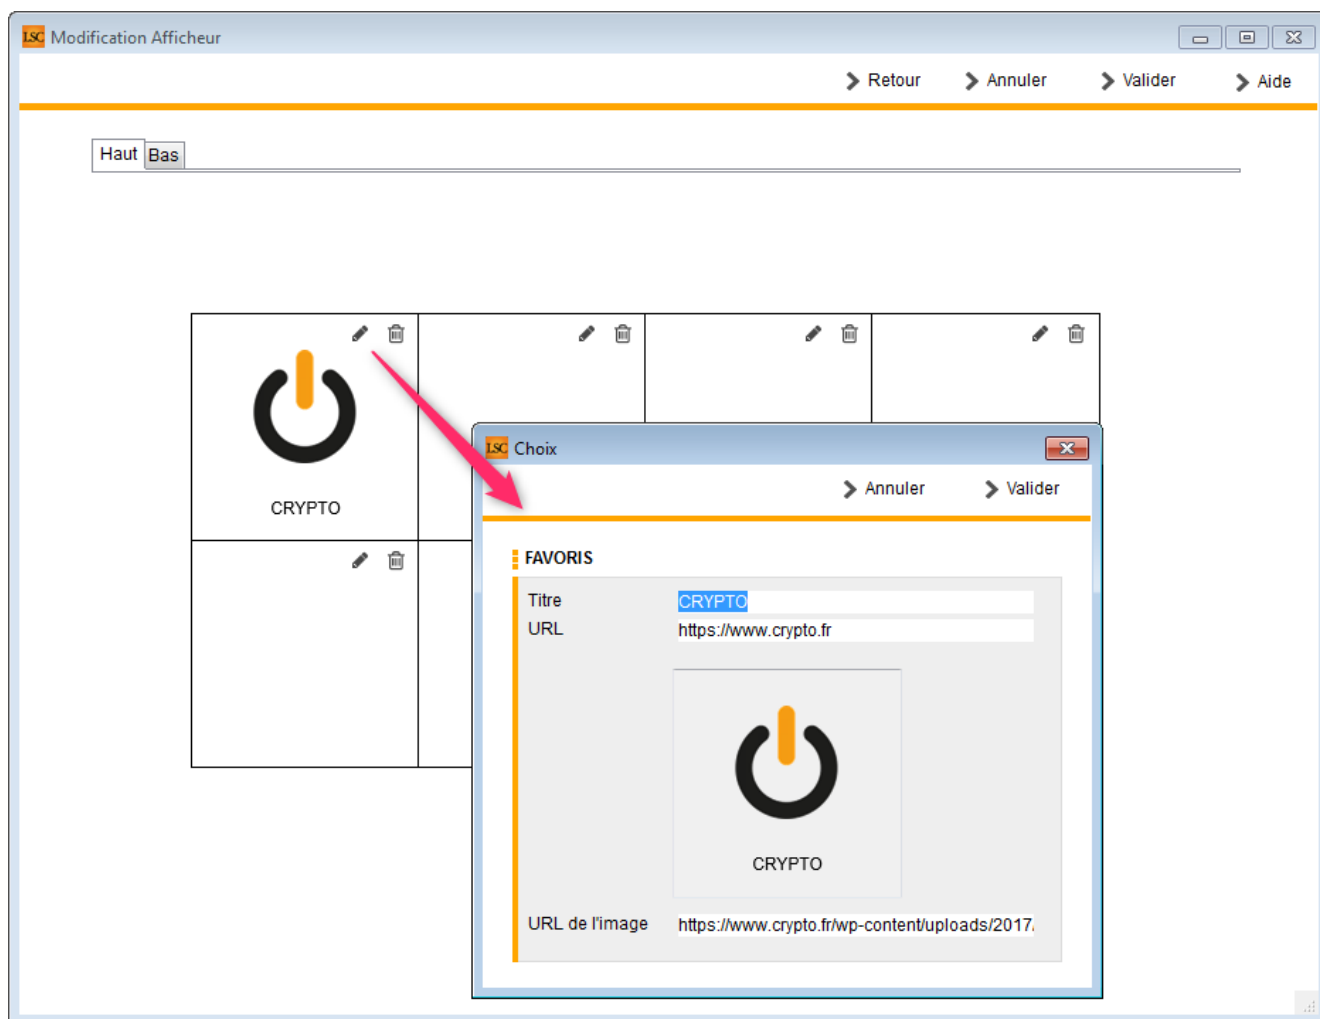 LSC Modification Afficheur
Retour Annuler Valider Aide
Haut Bas
CRYPTO
LSC Choix
Annuler Valider
FAVORIS
Titre CRYPTO
URL https://www.crypto.fr
CRYPTO
URL de l'image https://www.crypto.fr/wp-content/uploads/2017.